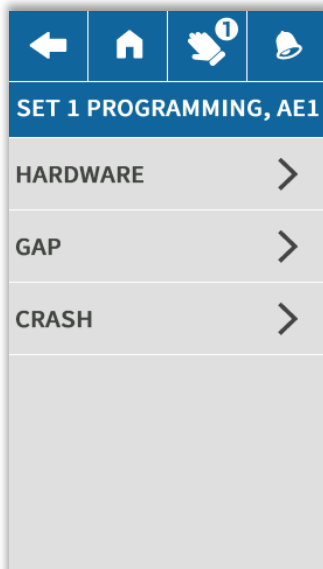 1
SET 1 PROGRAMMING, AE1
HARDWARE
GAP
CRASH